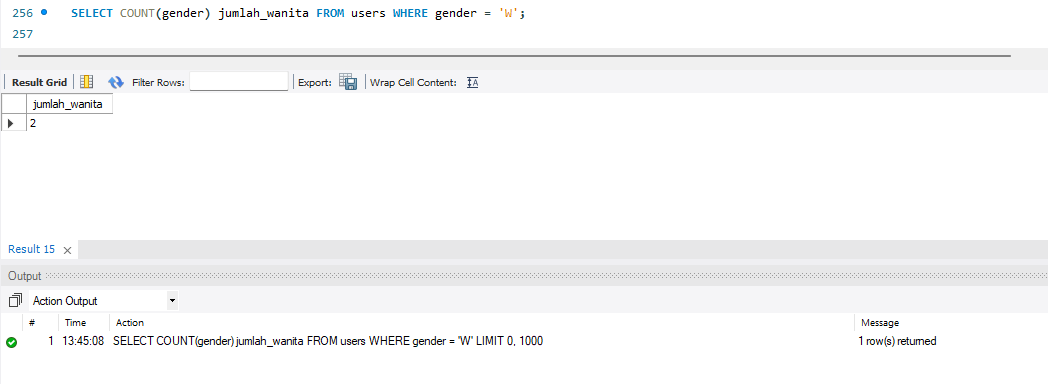 256 SELECT COUNT(gender) jumlah_wanita FROM users WHERE gender = 'W';
257
Result Grid Filter Rows: Export: Wrap Cell Content:
jumlah_wanita
2
Result 15
Output
Action Output
# Time Action Message
1 13:45:08 SELECT COUNT(gender) jumlah_wanita FROM users WHERE gender = 'W' LIMIT 0, 1000 1 row(s) returned